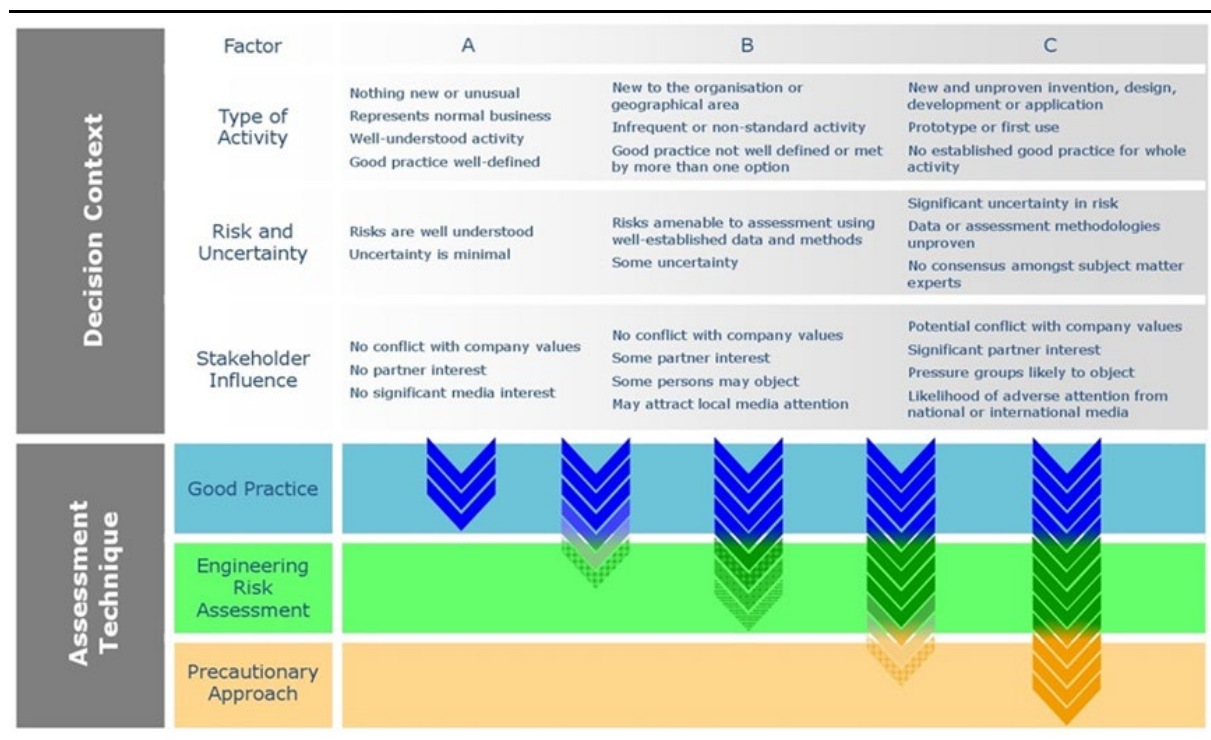 Decision Context
Factor
A
B
C
Type of
Activity
Nothing new or unusual
Represents normal business
Well-understood activity
Good practice well-defined
New to the organisation or
geographical area
Infrequent or non-standard activity
Good practice not well defined or met
by more than one option
New and unproven invention, design,
development or application
Prototype or first use
No established good practice for whole
activity
Risk and
Uncertainty
Risks are well understood
Uncertainty is minimal
Risks amenable to assessment using
well-established data and methods
Some uncertainty
Significant uncertainty in risk
Data or assessment methodologies
unproven
No consensus amongst subject matter
experts
Stakeholder
Influence
No conflict with company values
No partner interest
No significant media interest
No conflict with company values
Some partner interest
Some persons may object
May attract local media attention
Potential conflict with company values
Significant partner interest
Pressure groups likely to object
Likelihood of adverse attention from
national or international media
Assessment
Technique
Good Practice
Engineering
Risk
Assessment
Precautionary
Approach